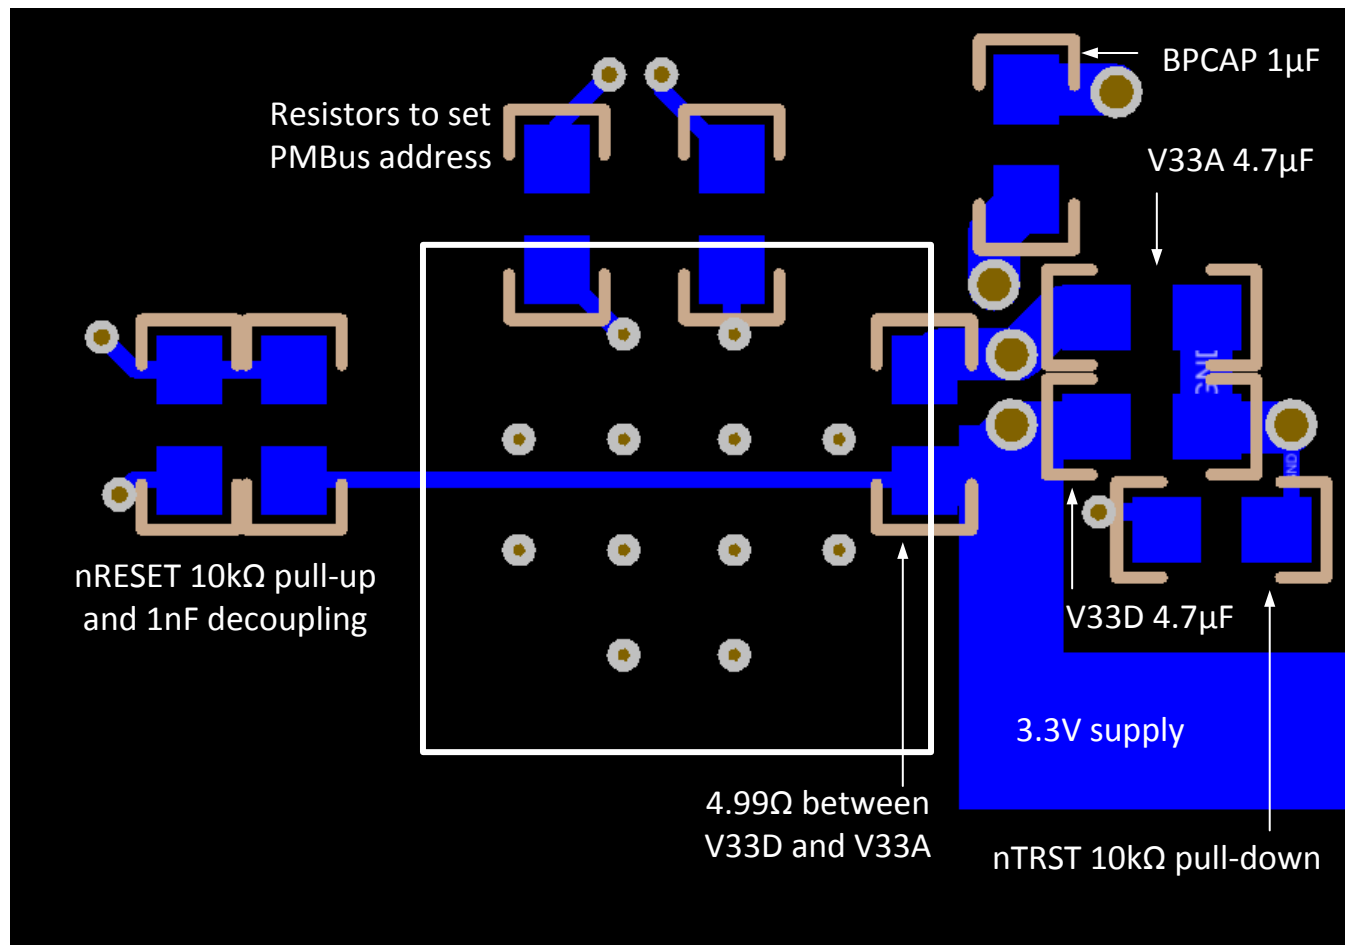 BPCAP 1µF
Resistors to set
PMBus address
V33A 4.7µF
nRESET 10kΩ pull-up
and 1nF decoupling
V33D 4.7µF
3.3V supply
4.99Ω between
V33D and V33A
nTRST 10kΩ pull-down